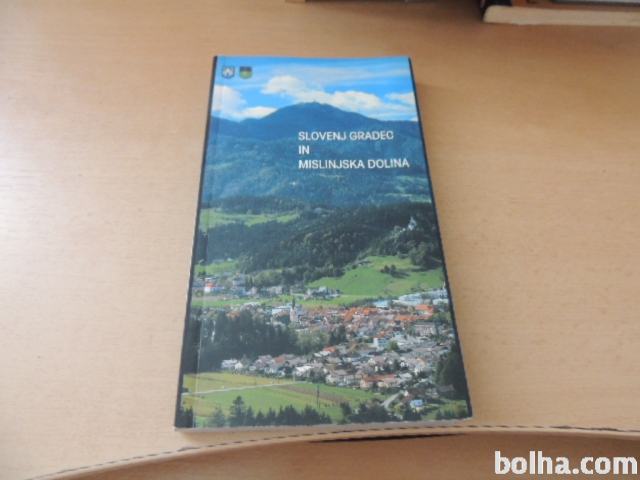 SLOVENJ GRADEC
IN
MISLINJSKA DOLINA
bolha.com